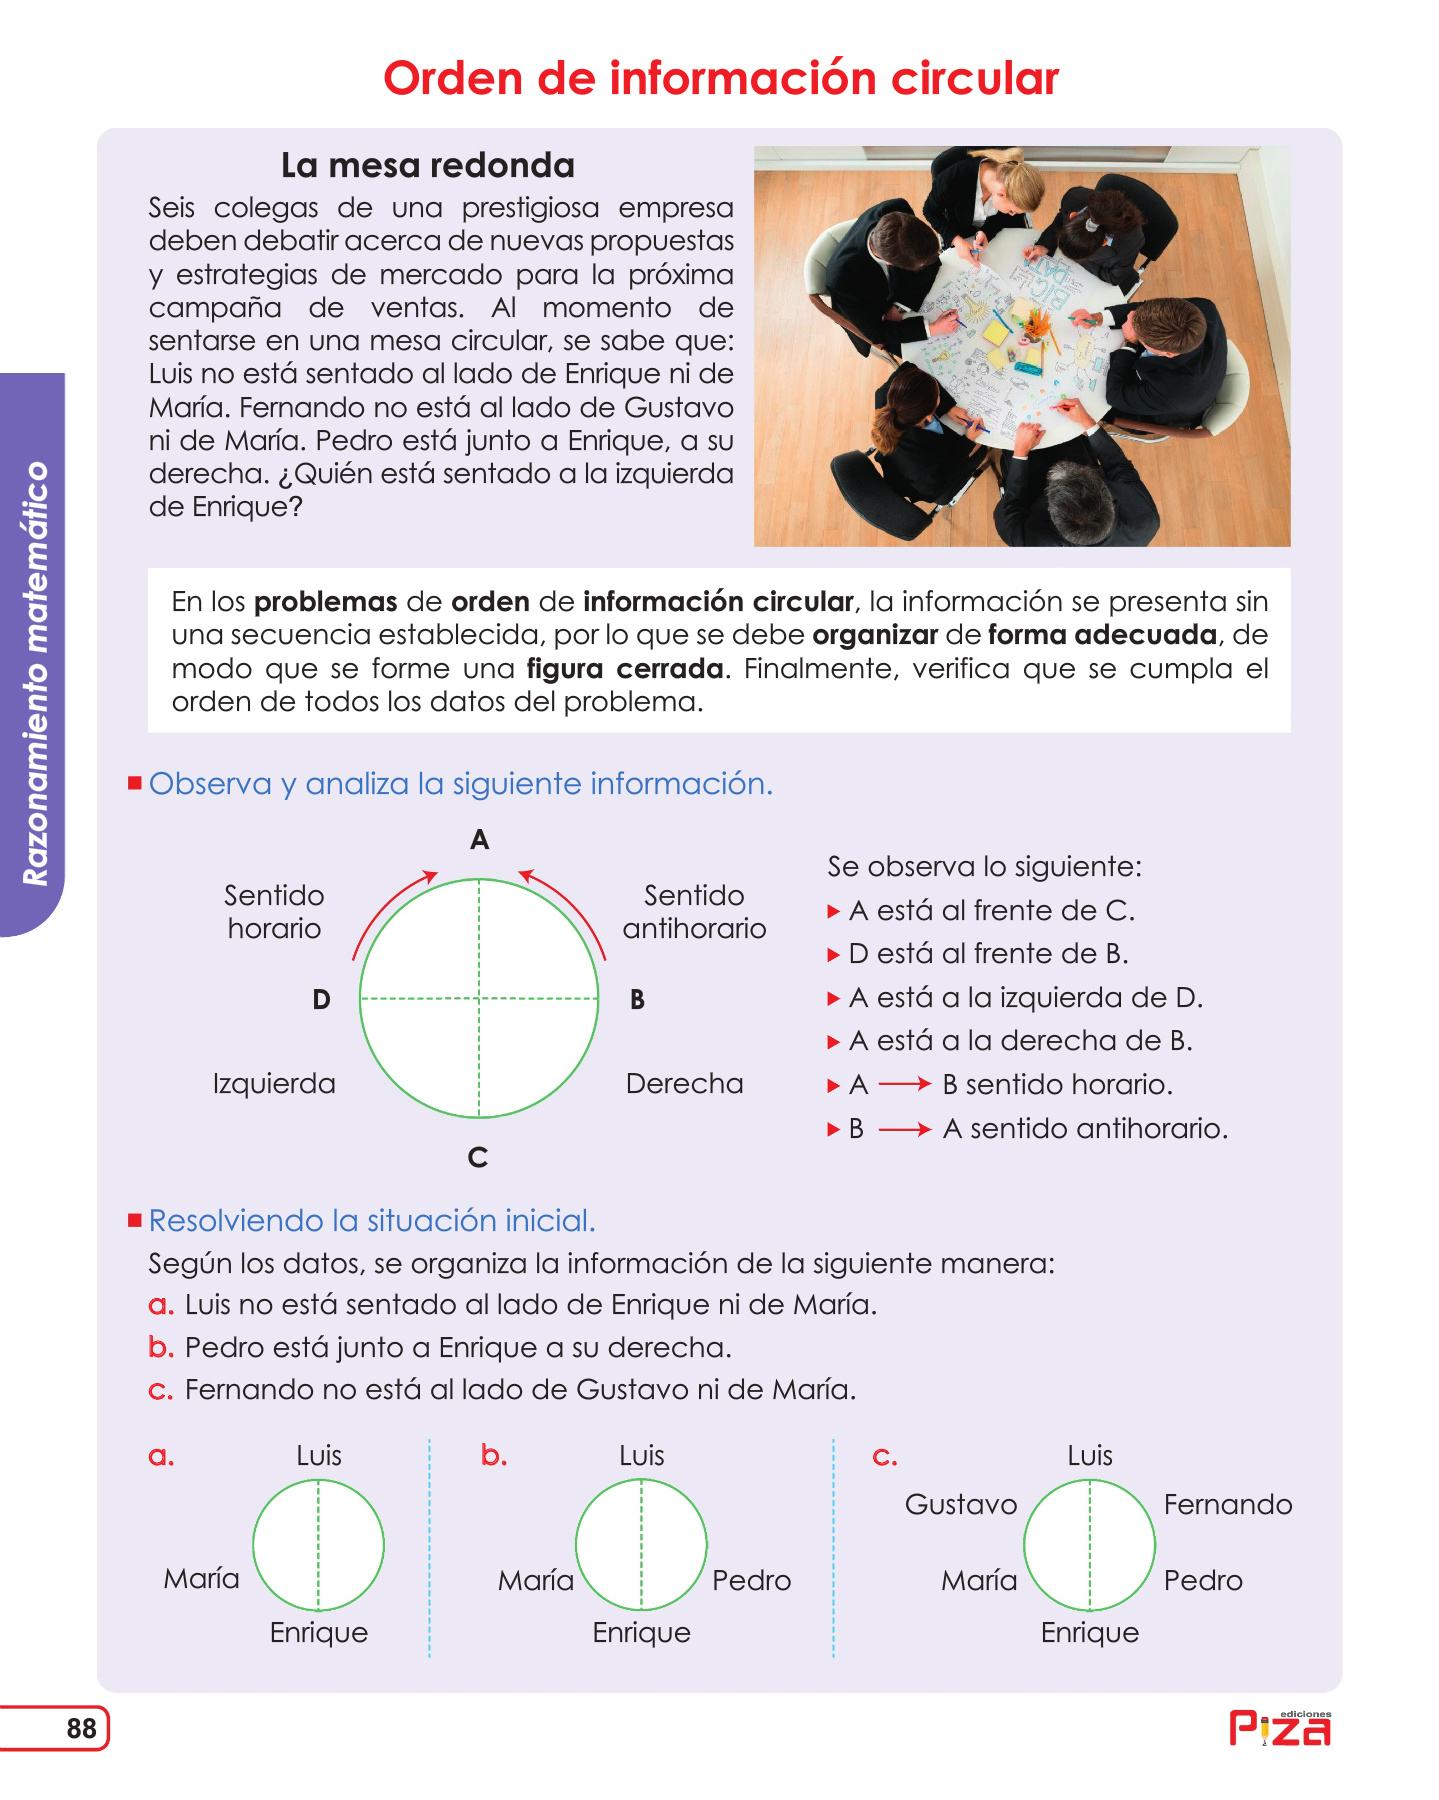 Orden de información circular
La mesa redonda
Seis colegas de una prestigiosa empresa
deben debatir acerca de nuevas propuestas
y estrategias de mercado para la próxima
campaña de ventas. Al momento de
sentarse en una mesa circular, se sabe que:
Luis no está sentado al lado de Enrique ni de
María. Fernando no está al lado de Gustavo
ni de María. Pedro está junto a Enrique, a su
derecha. ¿Quién está sentado a la izquierda
de Enrique?
BIG
DATA
En los problemas de orden de información circular, la información se presenta sin
una secuencia establecida, por lo que se debe organizar de forma adecuada, de
modo que se forme una figura cerrada. Finalmente, verifica que se cumpla el
orden de todos los datos del problema.
Razonamiento matemático
Observa y analiza la siguiente información.
A
Sentido
horario
Sentido
antihorario
D
B
Izquierda
Derecha
C
Se observa lo siguiente:
A está al frente de C.
D está al frente de B.
A está a la izquierda de D.
A está a la derecha de B.
A B sentido horario.
B A sentido antihorario.
Resolviendo la situación inicial.
Según los datos, se organiza la información de la siguiente manera:
a. Luis no está sentado al lado de Enrique ni de María.
b. Pedro está junto a Enrique a su derecha.
c. Fernando no está al lado de Gustavo ni de María.
a.
Luis
María
Enrique
b.
Luis
María
Pedro
Enrique
c.
Luis
Gustavo
Fernando
María
Pedro
Enrique
88
ediciones
Piza